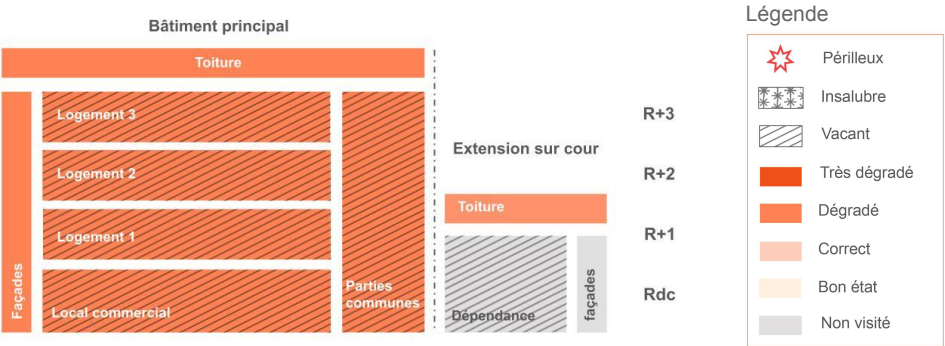 Bâtiment principal
Toiture
Façades
Logement 3
Logement 2
Logement 1
Local commercial
Parties
communes
Extension sur cour
Toiture
Dépendance
façades
R+3
R+2
R+1
Rdc
Légende
Périlleux
Insalubre
Vacant
Très dégradé
Dégradé
Correct
Bon état
Non visité